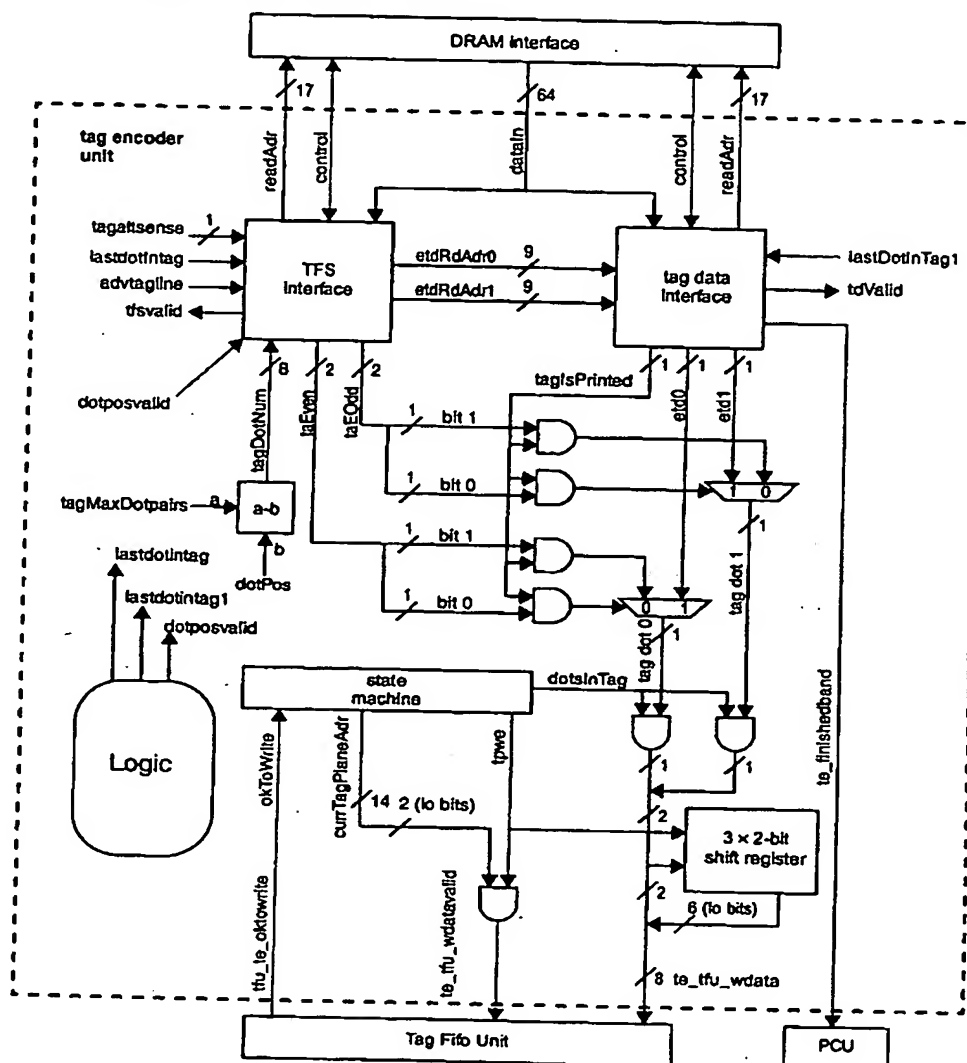 DRAM Interface
17
64
17
tag encoder
unit
readAdr
control
dataIn
control
readAdr
tagaltsense
1
lastdotintag
advtagline
tfsvalid
TFS
Interface
etdRdAdr0
9
etdRdAdr1
9
tag data
Interface
lastDotInTag1
tdValid
dotposvalid
8
2
2
tagIsPrinted
1
1
1
tagDotNum
taEven
taEOdd
etd0
etd1
1
bit 1
1
bit 0
1 0
tagMaxDotpairs
a
a-b
b
dotPos
1
bit 1
1
bit 0
0 1
1
1
tag dot 0
tag dot 1
lastdotintag
lastdotintag1
dotposvalid
Logic
state
machine
dotsInTag
okToWrite
currTagPlaneAdr
tpwe
14
2 (lo bits)
1
1
2
3 × 2-bit
shift register
2
6 (lo bits)
te_finishedband
tfu_te_oktowrite
te_tfu_wdatavalid
8
te_tfu_wdata
Tag Fifo Unit
PCU